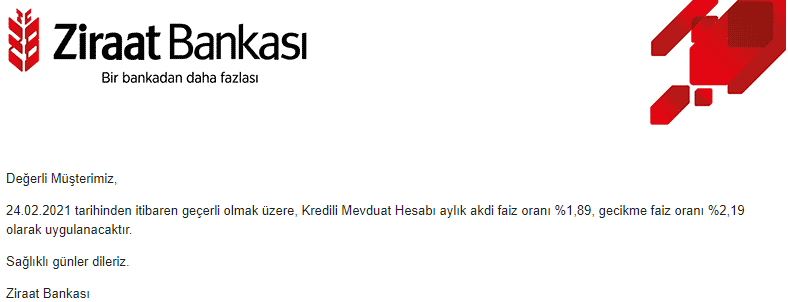 Ziraat Bankası
Bir bankadan daha fazlası
Değerli Müşterimiz,
24.02.2021 tarihinden itibaren geçerli olmak üzere, Kredili Mevduat Hesabı aylık akdi faiz oranı %1,89, gecikme faiz oranı %2,19
olarak uygulanacaktır.
Sağlıklı günler dileriz.
Ziraat Bankası